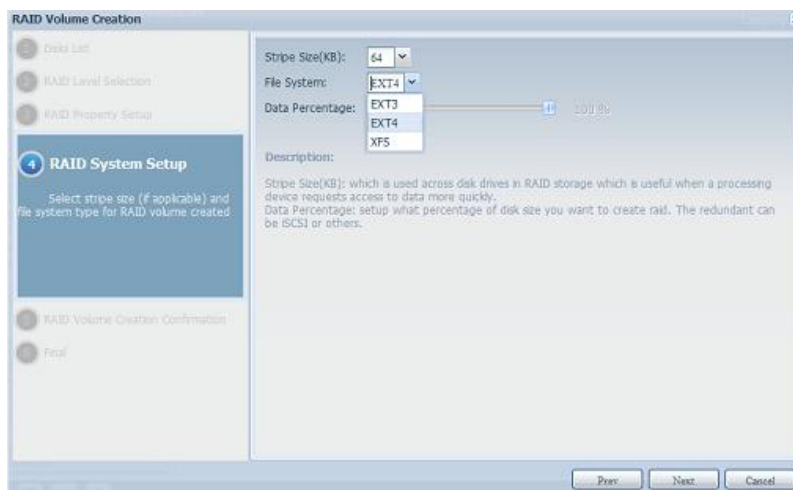 RAID Volume Creation
Disks List
RAID Level Selection
RAID Property Setup
4 RAID System Setup
Select stripe size (if applicable) and
file system type for RAID volume created
RAID Volume Creation Confirmation
Final
Stripe Size(KB): 64
File System: EXT4
EXT3
EXT4
XFS
Data Percentage: 100 %
Description:
Stripe Size(KB): which is used across disk drives in RAID storage which is useful when a processing
device requests access to data more quickly.
Data Percentage: setup what percentage of disk size you want to create raid. The redundant can
be iSCSI or others.
Prev Next Cancel